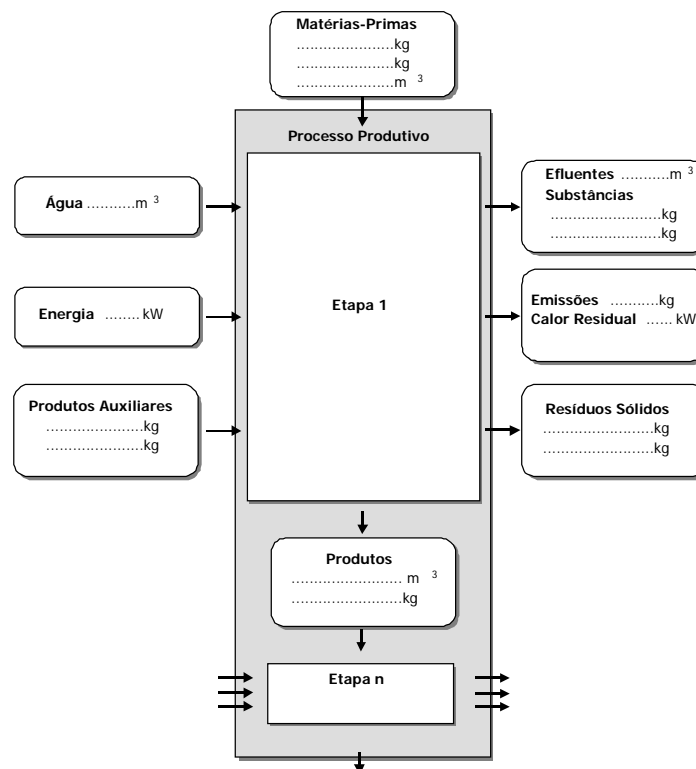 Matérias-Primas
.....................kg
.....................kg
.....................m 3
Processo Produtivo
Água ...........m 3
Efluentes ...........m 3
Substâncias
........................kg
........................kg
Energia ........ kW
Etapa 1
Emissões ...........kg
Calor Residual ...... kW
Produtos Auxiliares
.....................kg
.....................kg
Resíduos Sólidos
........................kg
........................kg
Produtos
........................ m 3
........................kg
Etapa n